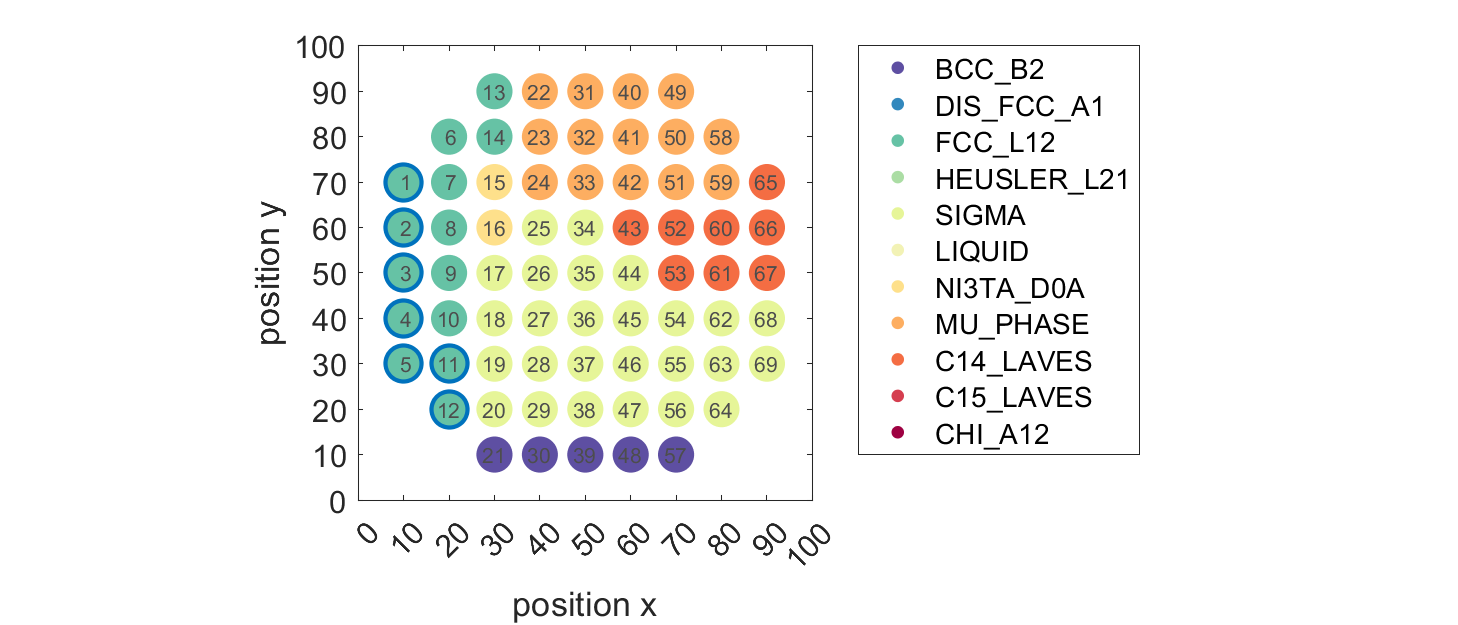 100
90
80
70
60
50
40
30
20
10
0
position y
13 22 31 40 49
6 14 23 32 41 50 58
1 7 15 24 33 42 51 59 65
2 8 16 25 34 43 52 60 66
3 9 17 26 35 44 53 61 67
4 10 18 27 36 45 54 62 68
5 11 19 28 37 46 55 63 69
12 20 29 38 47 56 64
21 30 39 48 57
0 10 20 30 40 50 60 70 80 90 100
position x
BCC_B2
DIS_FCC_A1
FCC_L12
HEUSLER_L21
SIGMA
LIQUID
NI3TA_D0A
MU_PHASE
C14_LAVES
C15_LAVES
CHI_A12